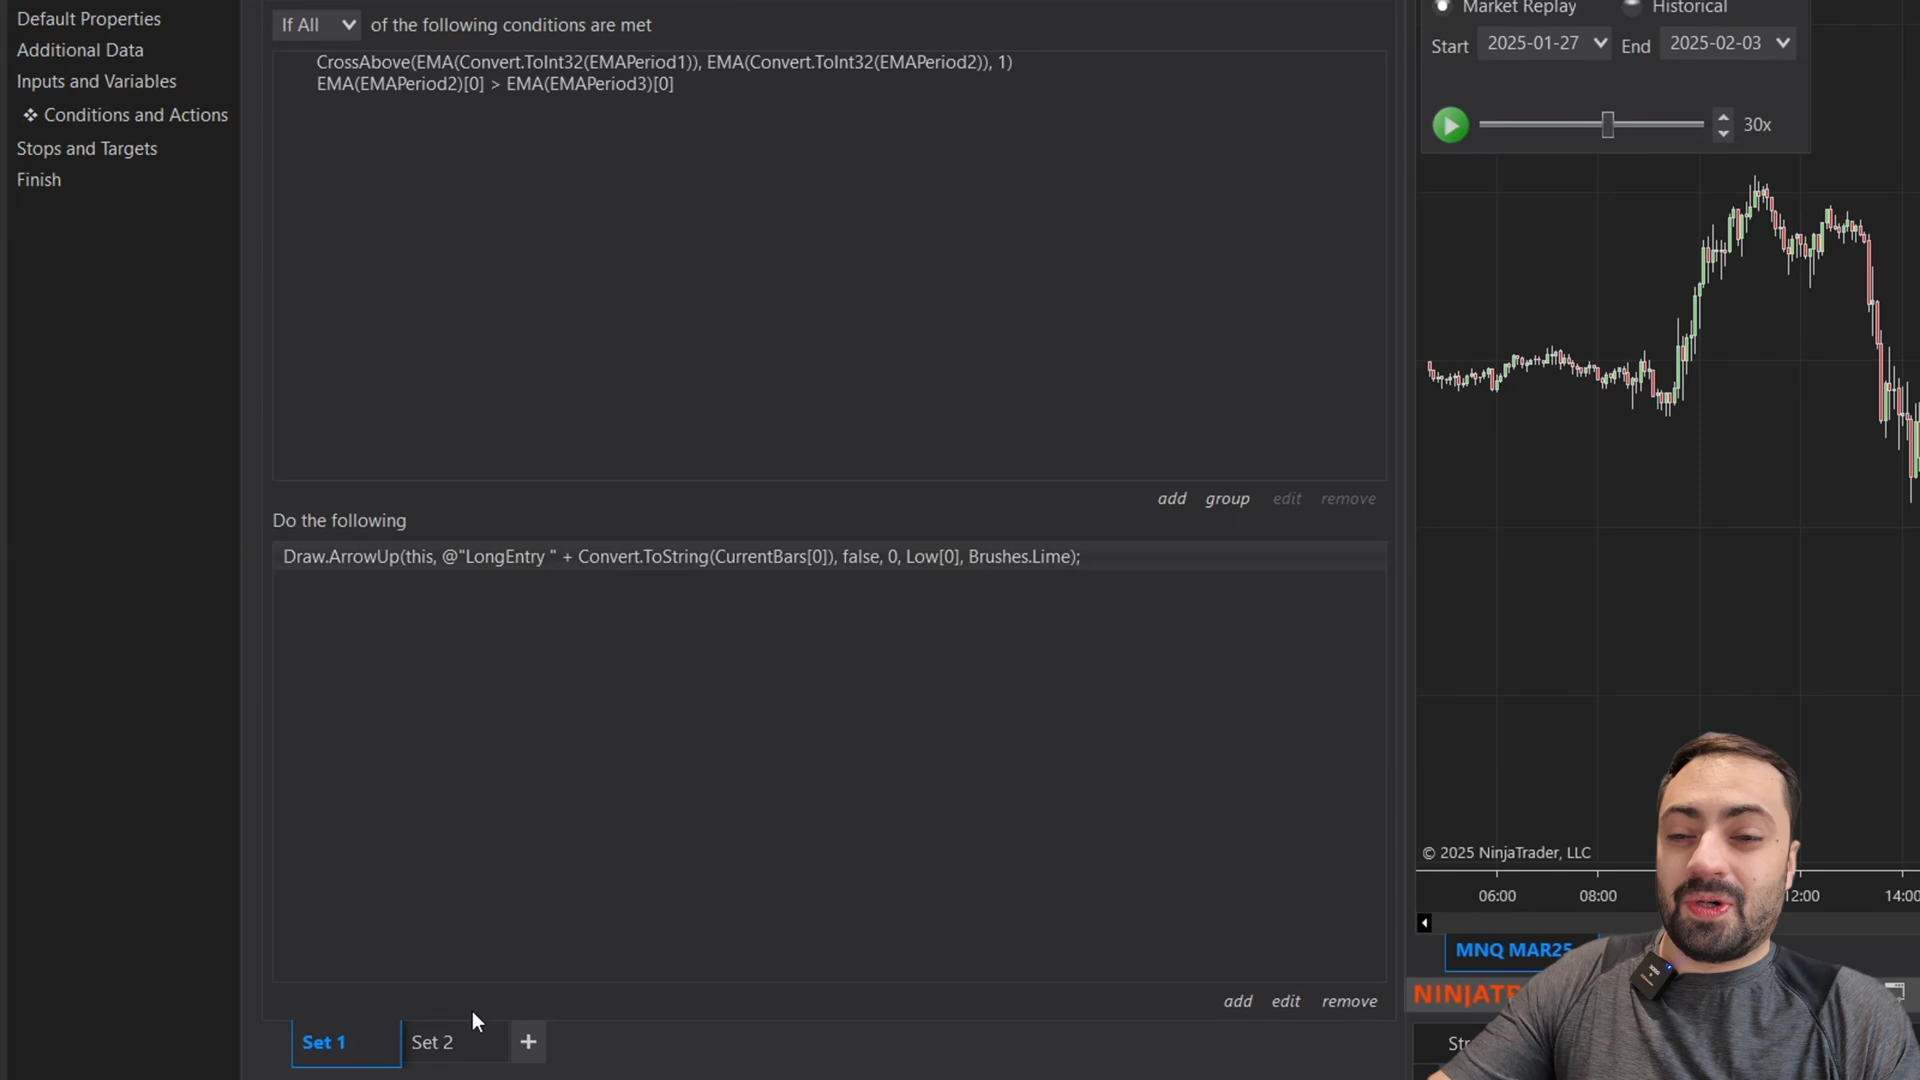 Default Properties
Additional Data
Inputs and Variables
❖ Conditions and Actions
Stops and Targets
Finish
If All of the following conditions are met
CrossAbove(EMA(Convert.ToInt32(EMAPeriod1)), EMA(Convert.ToInt32(EMAPeriod2)), 1)
EMA(EMAPeriod2)[0] > EMA(EMAPeriod3)[0]
add group edit remove
Do the following
Draw.ArrowUp(this, @"LongEntry " + Convert.ToString(CurrentBars[0]), false, 0, Low[0], Brushes.Lime);
add edit remove
Set 1 Set 2 +
Market Replay Historical
Start 2025-01-27 End 2025-02-03
30x
© 2025 NinjaTrader, LLC
06:00 08:00 12:00 14:00
MNQ MAR25